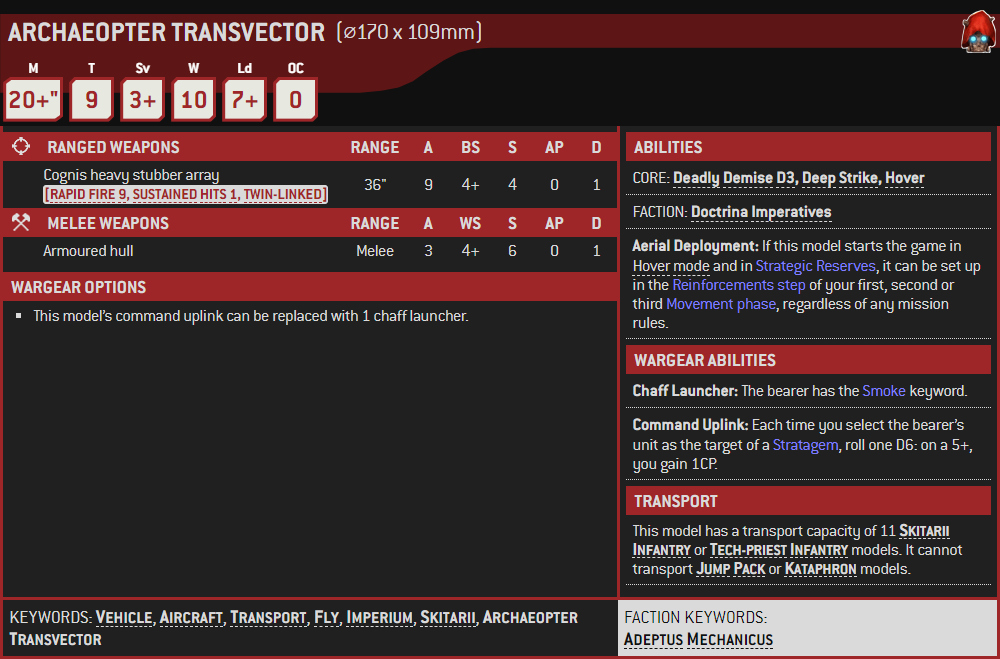 ARCHAEOPTER TRANSVECTOR (⌀170 x 109mm)
M T Sv W Ld OC
20+" 9 3+ 10 7+ 0
RANGED WEAPONS RANGE A BS S AP D
Cognis heavy stubber array
[RAPID FIRE 9, SUSTAINED HITS 1, TWIN-LINKED]
36" 9 4+ 4 0 1
MELEE WEAPONS RANGE A WS S AP D
Armoured hull Melee 3 4+ 6 0 1
WARGEAR OPTIONS
▪ This model's command uplink can be replaced with 1 chaff launcher.
ABILITIES
CORE: Deadly Demise D3, Deep Strike, Hover
FACTION: Doctrina Imperatives
Aerial Deployment: If this model starts the game in
Hover mode and in Strategic Reserves, it can be set up
in the Reinforcements step of your first, second or
third Movement phase, regardless of any mission
rules.
WARGEAR ABILITIES
Chaff Launcher: The bearer has the Smoke keyword.
Command Uplink: Each time you select the bearer's
unit as the target of a Stratagem, roll one D6: on a 5+,
you gain 1CP.
TRANSPORT
This model has a transport capacity of 11 SKITARII
INFANTRY or TECH-PRIEST INFANTRY models. It cannot
transport JUMP PACK or KATAPHRON models.
KEYWORDS: VEHICLE, AIRCRAFT, TRANSPORT, FLY, IMPERIUM, SKITARII, ARCHAEOPTER
TRANSVECTOR
FACTION KEYWORDS:
ADEPTUS MECHANICUS